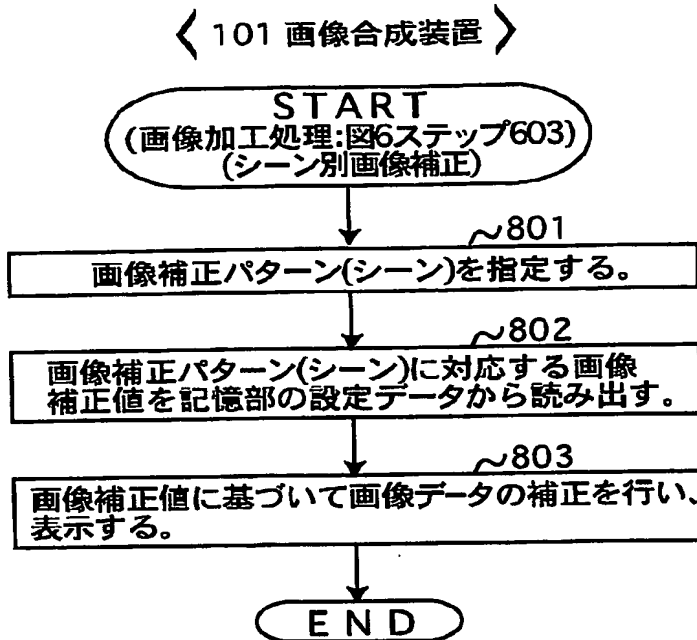 〈 101 画像合成装置 〉
START
(画像加工処理:図6ステップ603)
(シーン別画像補正)
~801
画像補正パターン(シーン)を指定する。
~802
画像補正パターン(シーン)に対応する画像
補正値を記憶部の設定データから読み出す。
~803
画像補正値に基づいて画像データの補正を行い、
表示する。
END